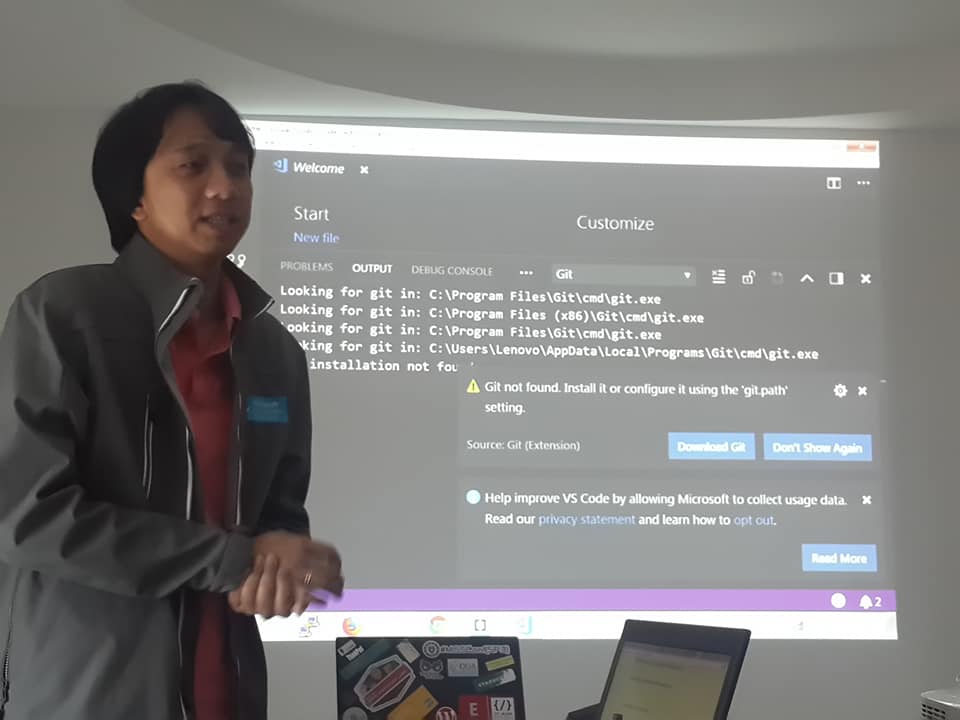 Welcome
Start
Customize
New file
PROBLEMS OUTPUT DEBUG CONSOLE ... Git
Looking for git in: C:\Program Files\Git\cmd\git.exe
Looking for git in: C:\Program Files (x86)\Git\cmd\git.exe
ooking for git in: C:\Program Files\Git\cmd\git.exe
king for git in: C:\Users\Lenovo\AppData\Local\Programs\Git\cmd\git.exe
installation not fou
Git not found. Install it or configure it using the 'git.path'
setting.
Source: Git (Extension)
Download Git
Don't Show Again
Help improve VS Code by allowing Microsoft to collect usage data.
Read our privacy statement and learn how to opt out.
Read More
2